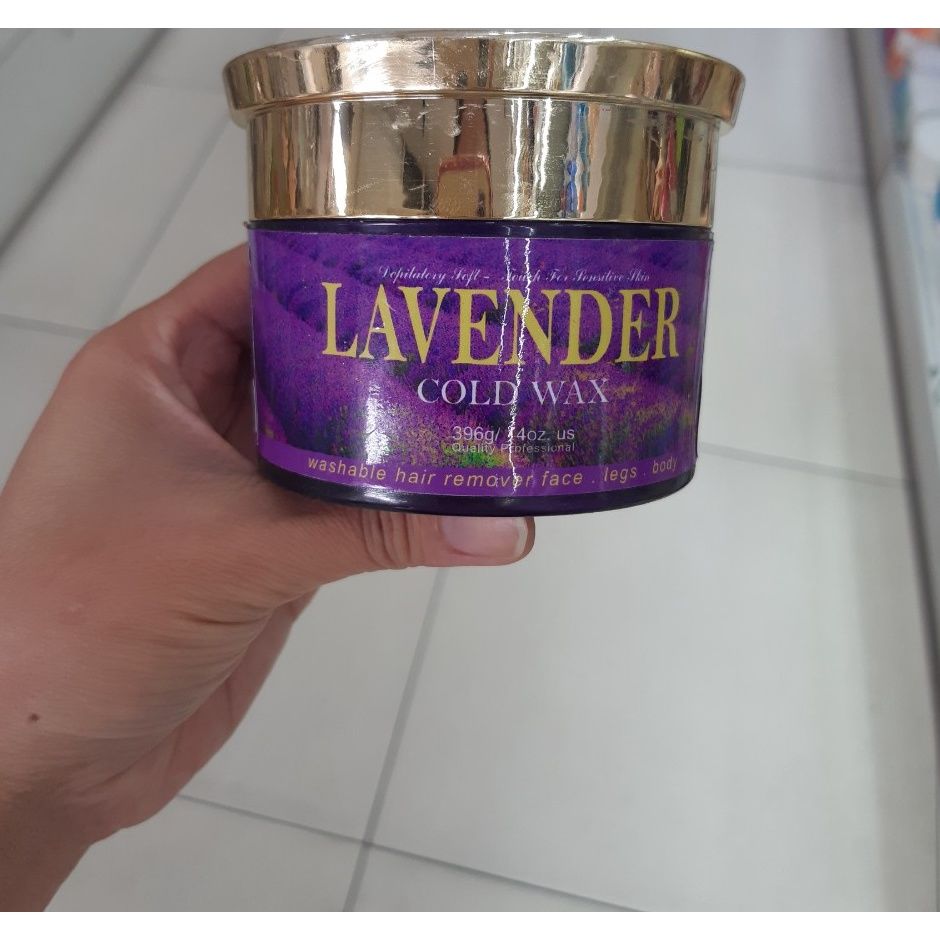 Depilatory Soft - Touch For Sensitive Skin
LAVENDER
COLD WAX
396g/ 14oz. us
Quality Professional
washable hair remover face . legs . body